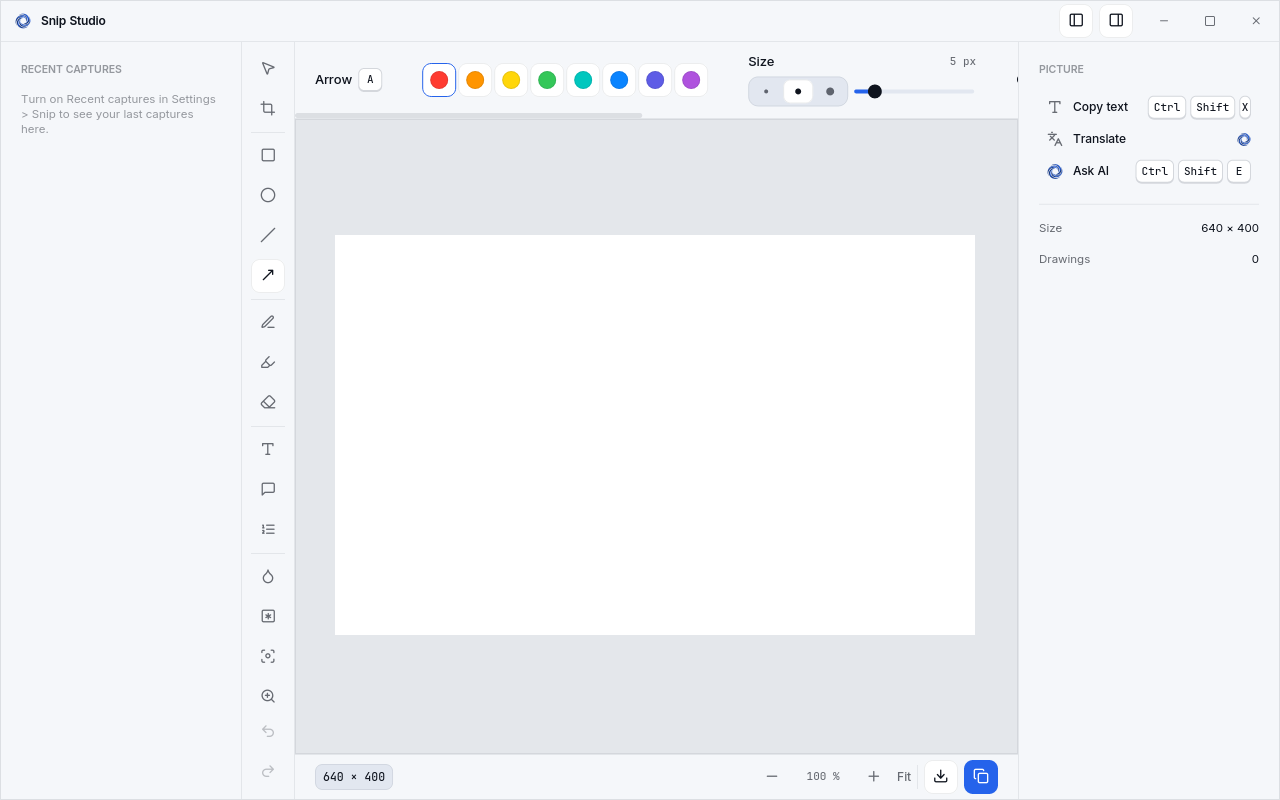 Snip Studio
RECENT CAPTURES
Turn on Recent captures in Settings
> Snip to see your last captures
here.
Arrow A
Size 5 px
PICTURE
Copy text Ctrl Shift X
Translate
Ask AI Ctrl Shift E
Size 640 × 400
Drawings 0
640 × 400
100 %
Fit